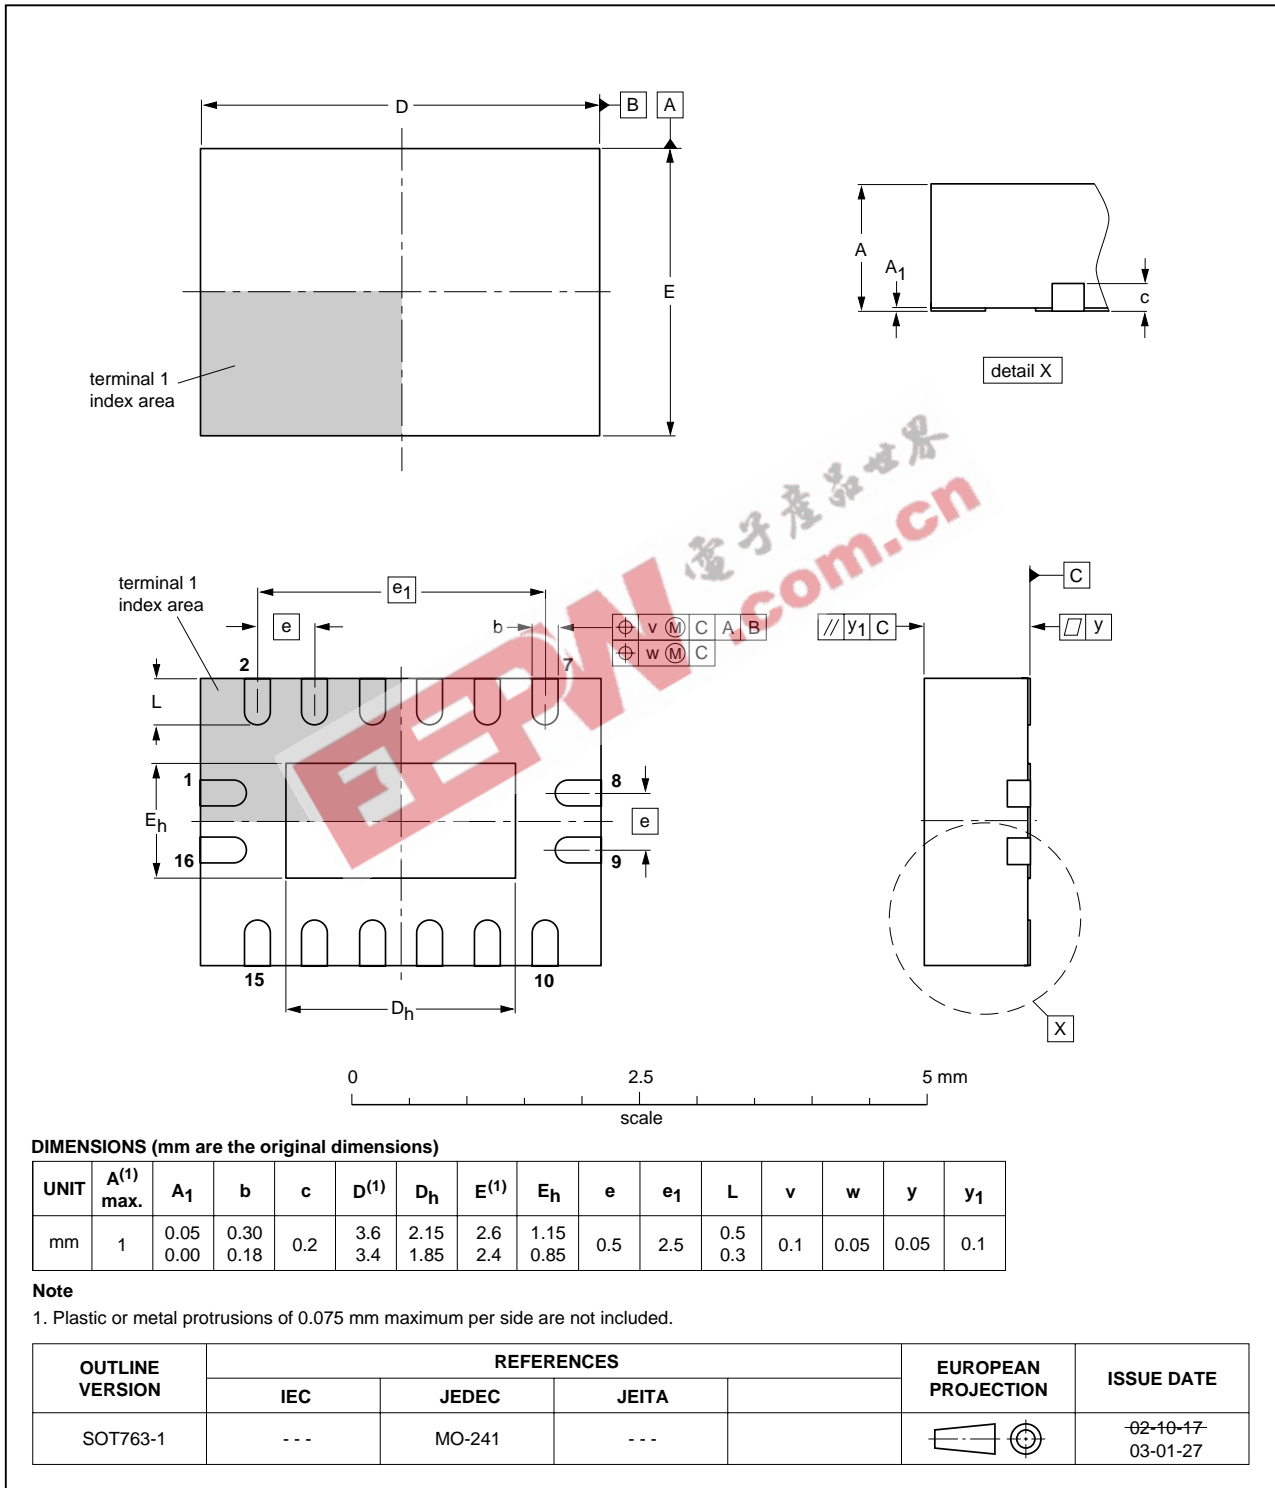 D
B
A
E
terminal 1
index area
A
A1
c
detail X
terminal 1
index area
e1
e
b
v M C A B
w M C
2
7
L
1
8
Eh
e
16
9
15
10
Dh
// y1 C
C
y
X
電子產品世界
EEPW.com.cn
0 2.5 5 mm
scale
DIMENSIONS (mm are the original dimensions)
UNIT A(1) max. A1 b c D(1) Dh E(1) Eh e e1 L v w y y1
mm 1 0.05 0.00 0.30 0.18 0.2 3.6 3.4 2.15 1.85 2.6 2.4 1.15 0.85 0.5 2.5 0.5 0.3 0.1 0.05 0.05 0.1
Note
1. Plastic or metal protrusions of 0.075 mm maximum per side are not included.
OUTLINE VERSION REFERENCES EUROPEAN PROJECTION ISSUE DATE
IEC JEDEC JEITA
SOT763-1 - - - MO-241 - - - 02-10-17
03-01-27